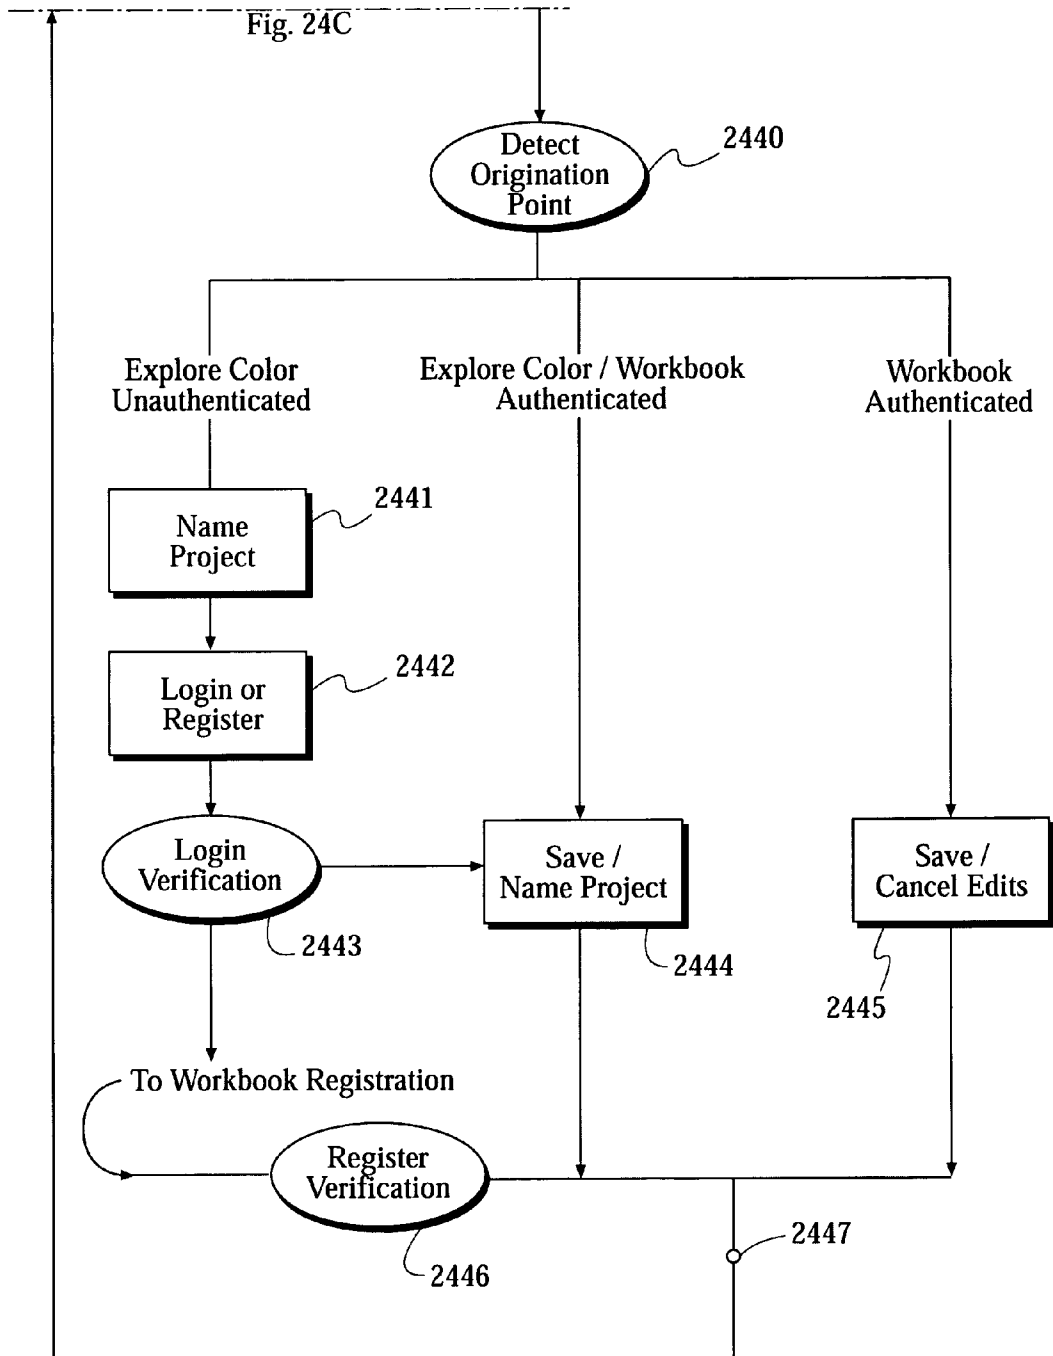 Fig. 24C
Detect
Origination
Point
2440
Explore Color
Unauthenticated
Explore Color / Workbook
Authenticated
Workbook
Authenticated
Name
Project
2441
Login or
Register
2442
Login
Verification
2443
Save /
Name Project
2444
Save /
Cancel Edits
2445
To Workbook Registration
Register
Verification
2446
2447